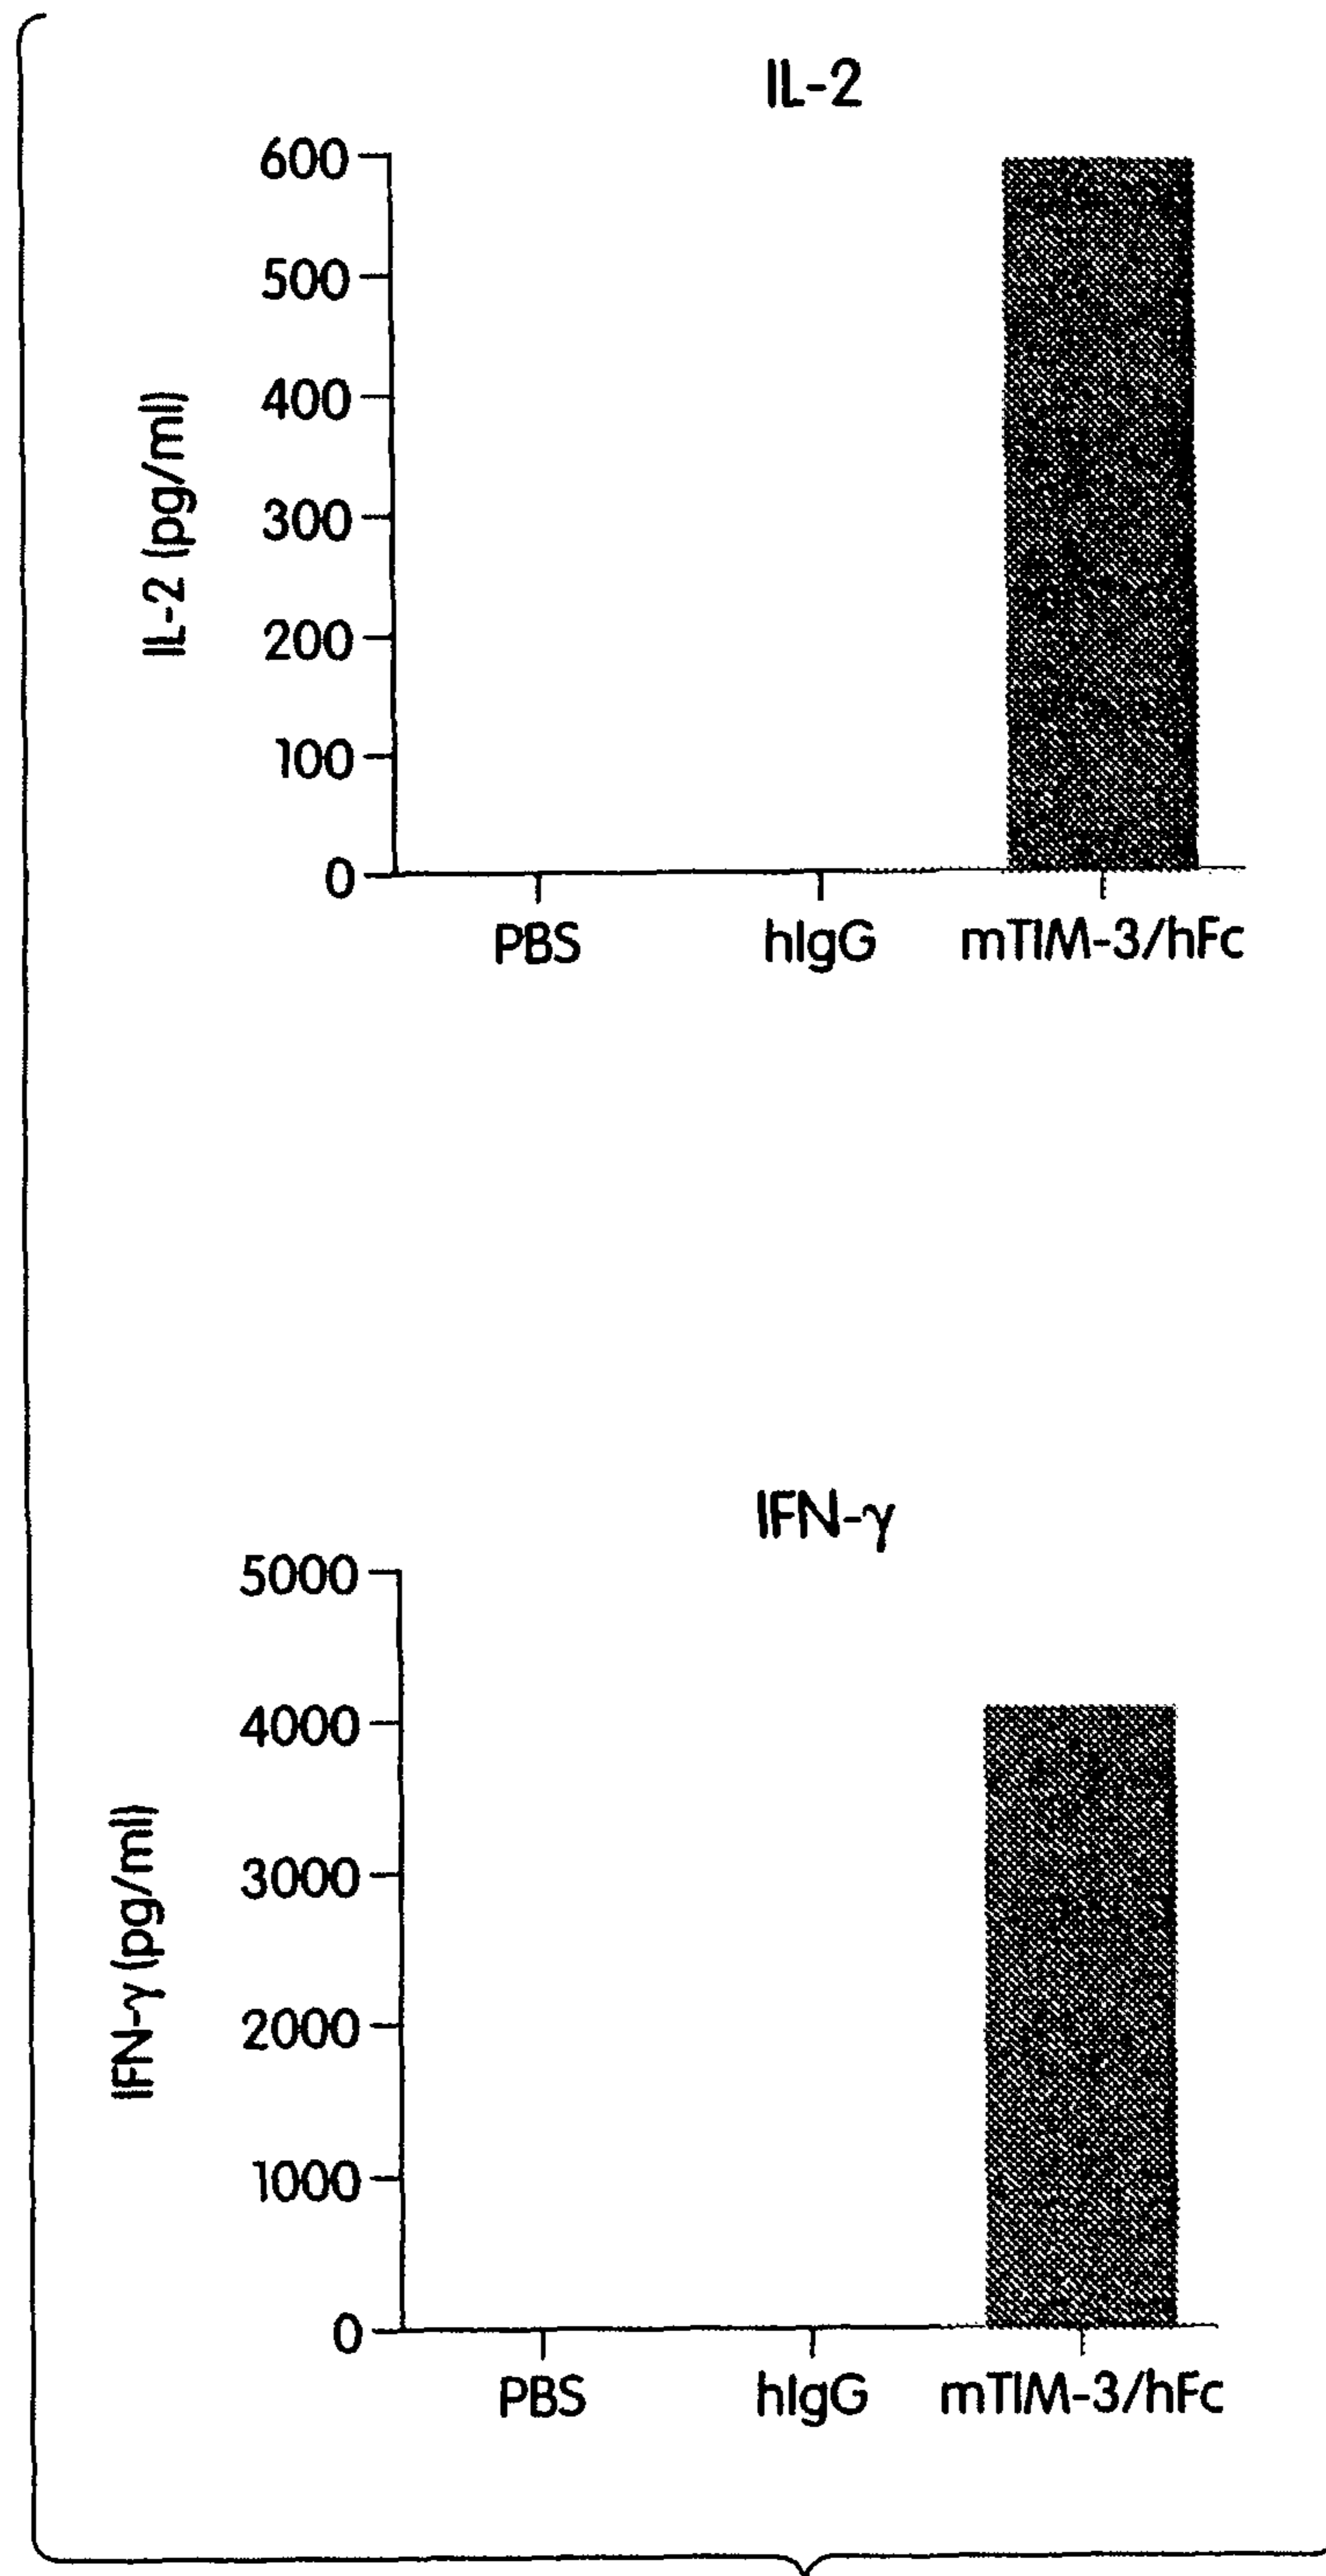 IL-2
600
500
400
300
200
100
0
IL-2 (pg/ml)
PBS hIgG mTIM-3/hFc
IFN-γ
5000
4000
3000
2000
1000
0
IFN-γ (pg/ml)
PBS hIgG mTIM-3/hFc